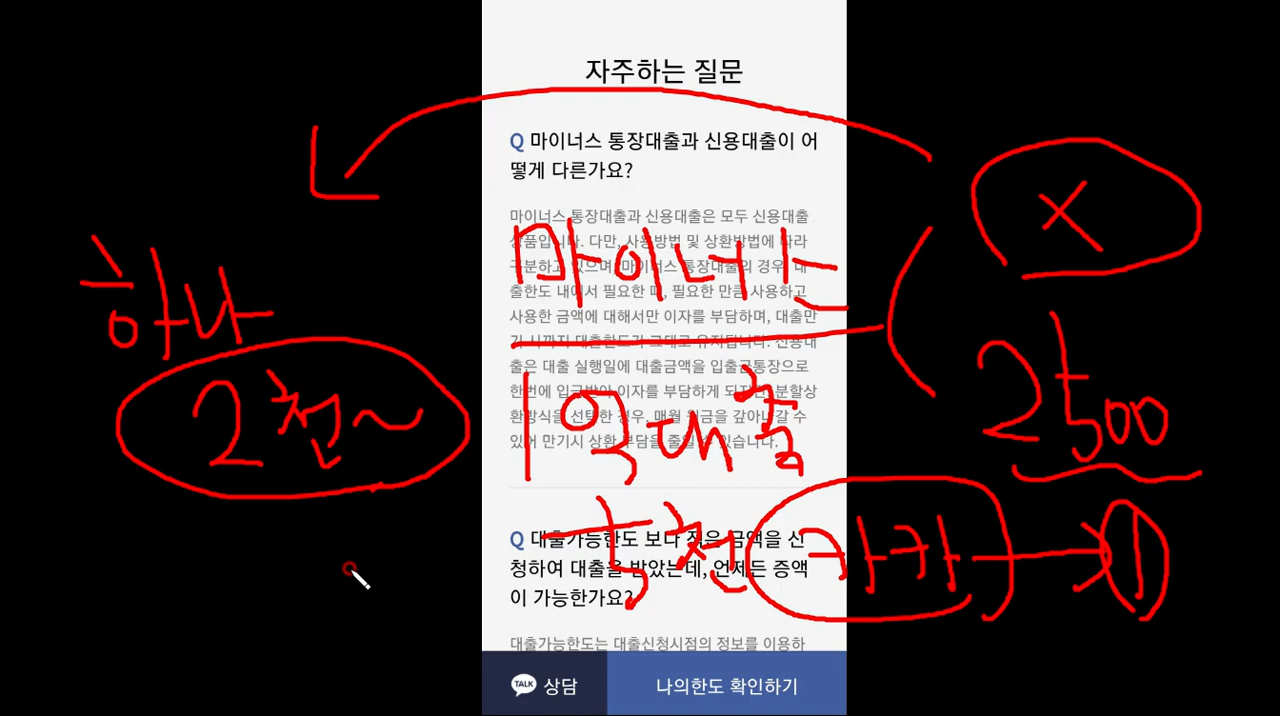 자주하는 질문
Q 마이너스 통장대출과 신용대출이 어
떻게 다른가요?
마이너스 통장대출과 신용대출은 모두 신용대출
상품입니다. 다만, 사용방법 및 상환방법에 따라
구분하고 있으며, 마이너스 통장대출의 경우, 대
출한도 내에서 필요한 때, 필요한 만큼 사용하고
사용한 금액에 대해서만 이자를 부담하며, 대출만
기 시까지 대출한도가 그대로 유지됩니다. 신용대
출은 대출 실행일에 대출금액을 입출금통장으로
한번에 입금받아 이자를 부담하게 되지만, 분할상
환방식을 선택한 경우, 매월 원금을 갚아나갈 수
있어 만기시 상환 부담을 줄일 수 있습니다.
Q 대출가능한도 보다 적은 금액을 신
청하여 대출을 받았는데, 언제든 증액
이 가능한가요?
대출가능한도는 대출신청시점의 정보를 이용하
TALK 상담
나의한도 확인하기
X
하나
2천~
마이너스
1억 대출
2500
카카
1